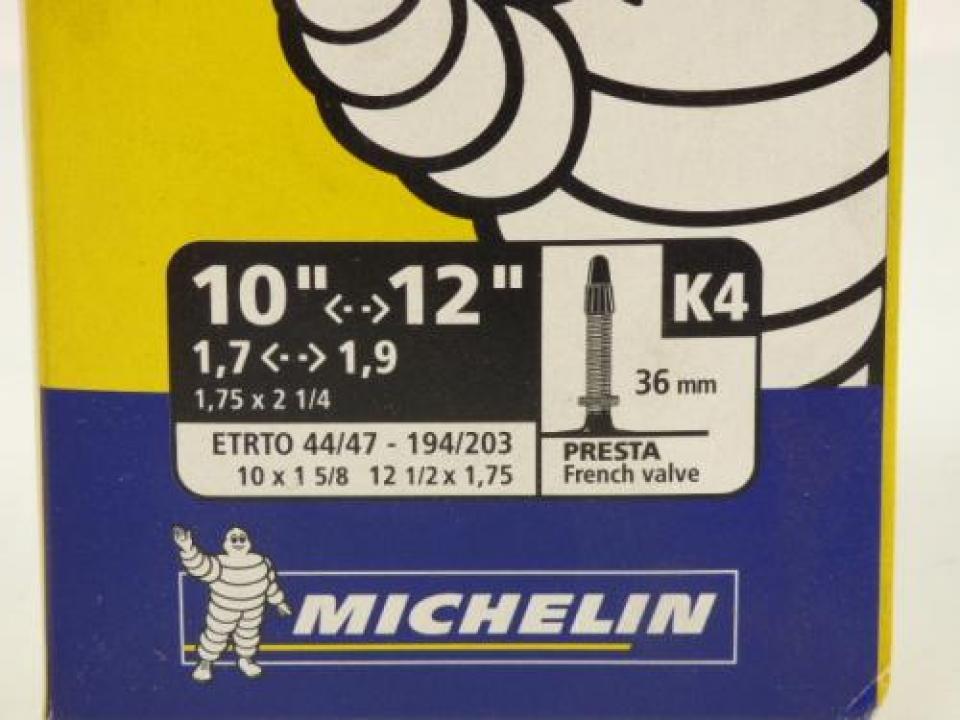 10" <--> 12"
1,7 <--> 1,9
1,75 x 2 1/4
ETRTO 44/47 - 194/203
10 x 1 5/8 12 1/2 x 1,75
K4
36 mm
PRESTA
French valve
MICHELIN